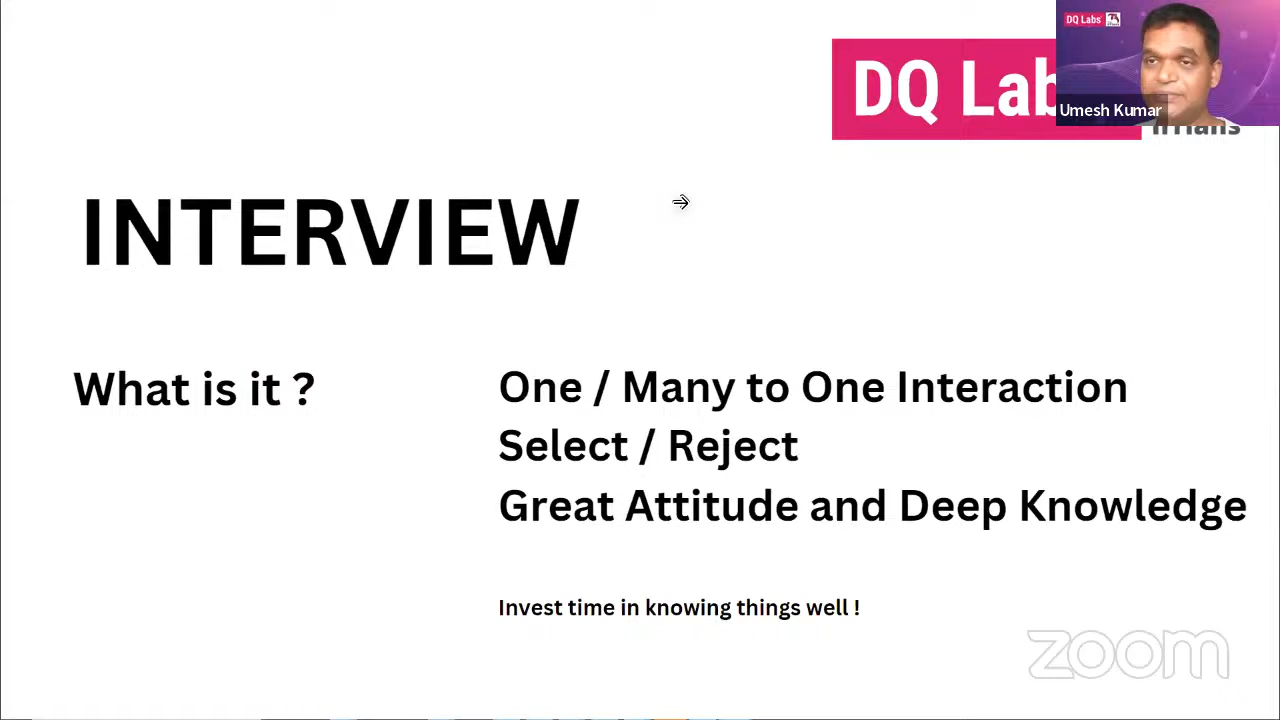 DQ Labs
DQ Lab
Umesh Kumar
INTERVIEW
What is it ?
One / Many to One Interaction
Select / Reject
Great Attitude and Deep Knowledge
Invest time in knowing things well !
zoom